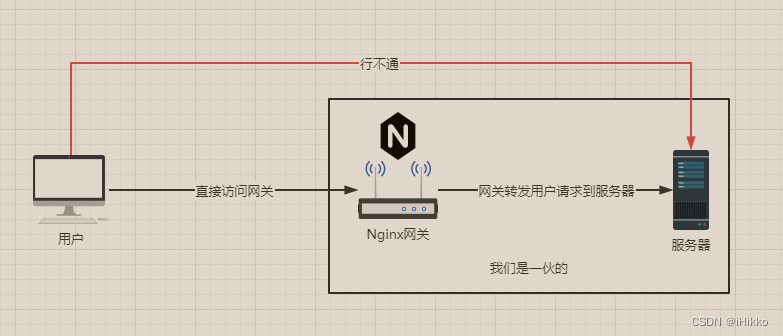 行不通
N
直接访问网关
网关转发用户请求到服务器
用户
Nginx网关
服务器
我们是一伙的
CSDN @iHikko